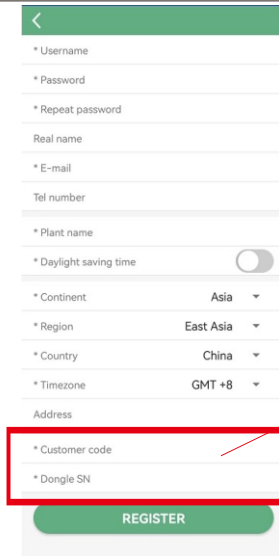 * Username
* Password
* Repeat password
Real name
* E-mail
Tel number
* Plant name
* Daylight saving time
* Continent Asia
* Region East Asia
* Country China
* Timezone GMT +8
Address
* Customer code
* Dongle SN
REGISTER